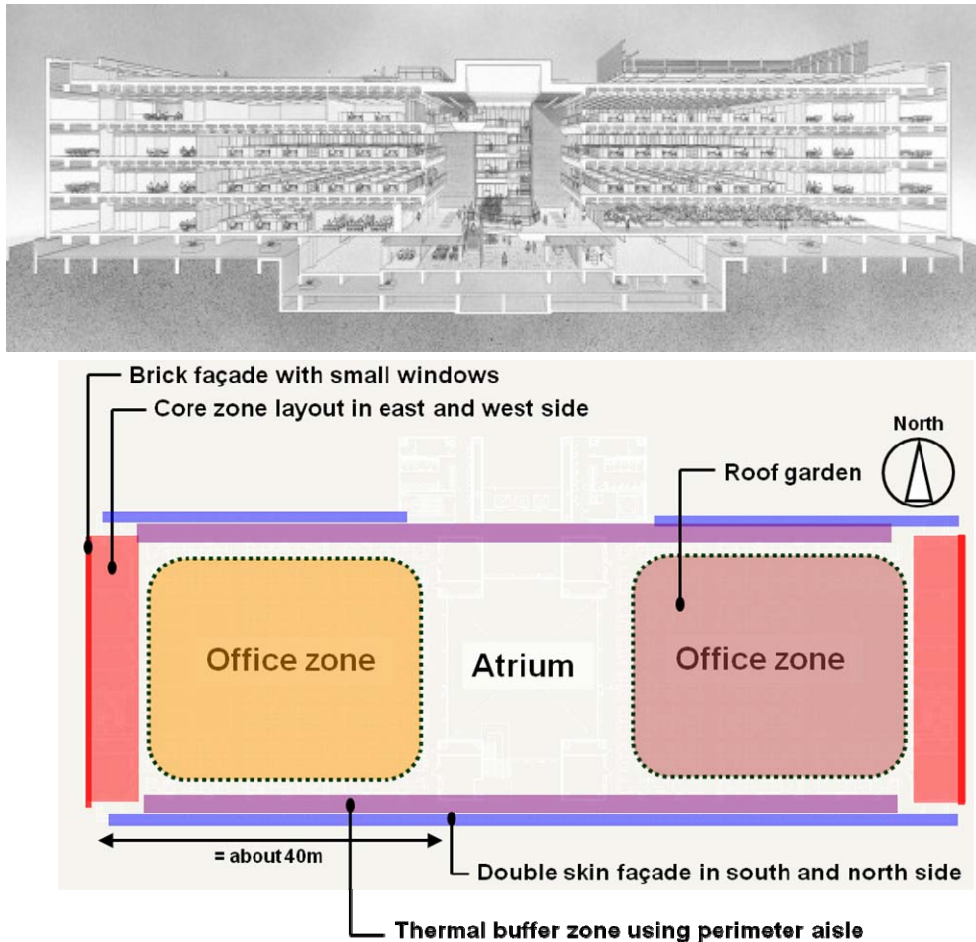 Brick façade with small windows
Core zone layout in east and west side
North
Roof garden
Office zone
Atrium
Office zone
= about 40m
Double skin façade in south and north side
Thermal buffer zone using perimeter aisle